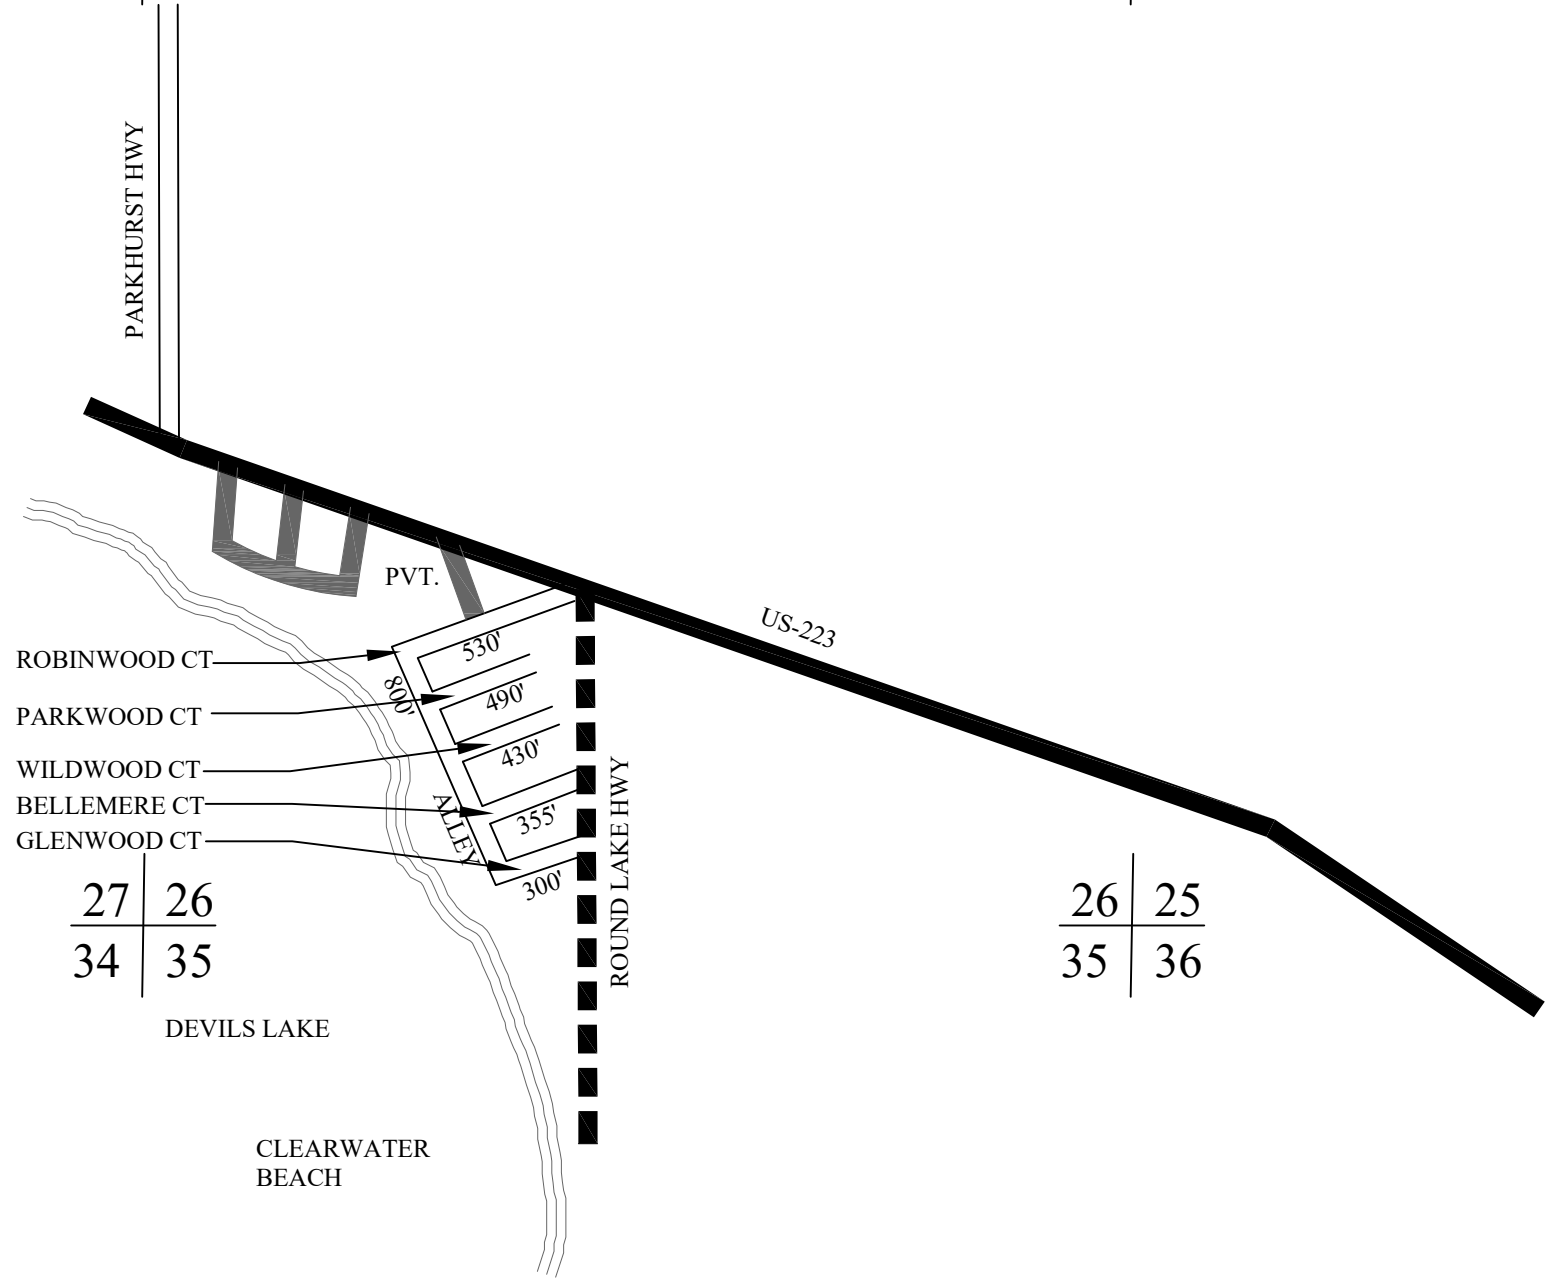 PARKHURST HWY
PVT.
US-223
ROBINWOOD CT
530'
800'
PARKWOOD CT
490'
WILDWOOD CT
430'
BELLEMERE CT
ALLEY
355'
GLENWOOD CT
300'
ROUND LAKE HWY
27 26
34 35
26 25
35 36
DEVILS LAKE
CLEARWATER
BEACH